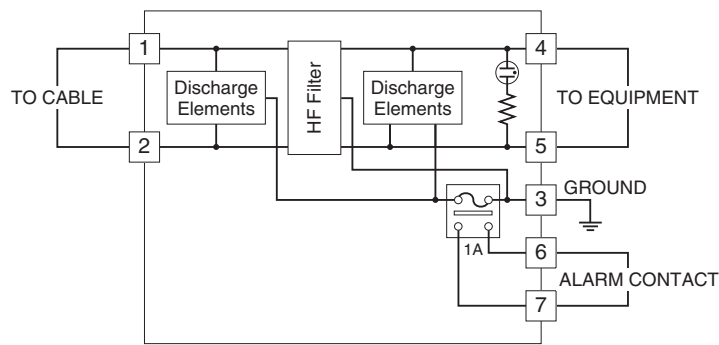 1
4
TO CABLE
Discharge
Elements
HF Filter
Discharge
Elements
TO EQUIPMENT
2
5
GROUND
3
1A
6
ALARM CONTACT
7